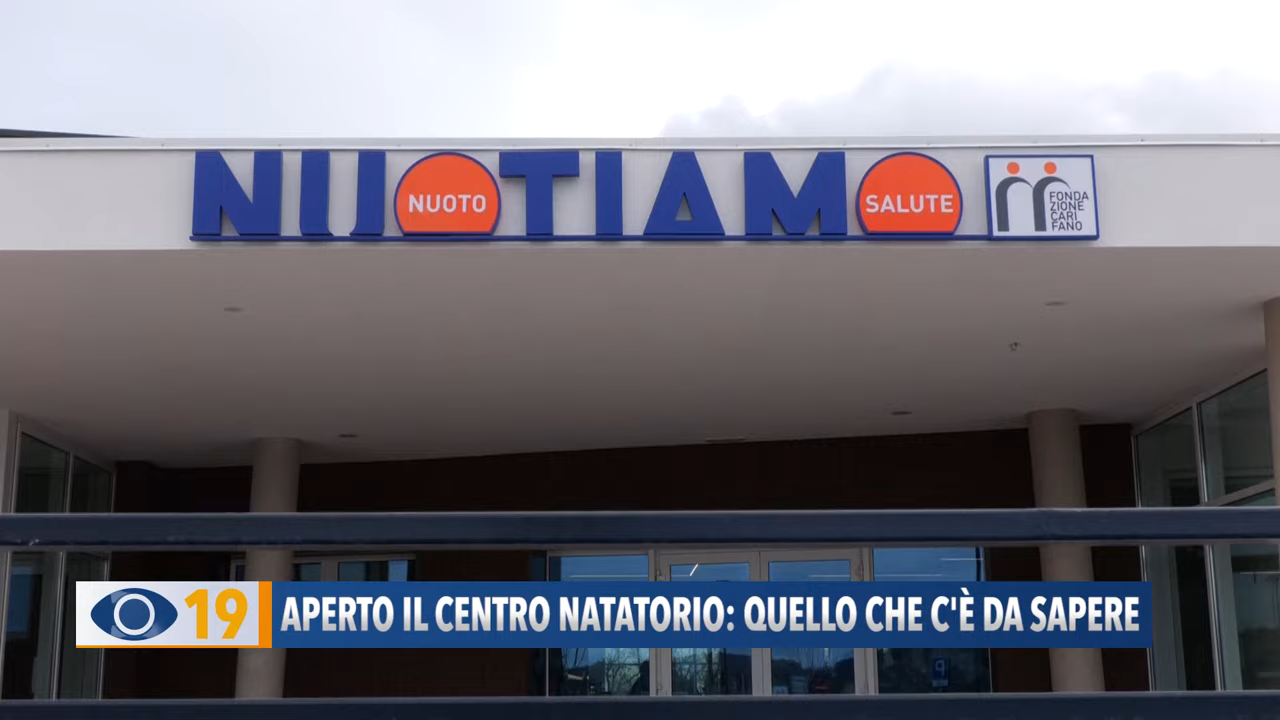 NUOTIAMO
NUOTO
SALUTE
FONDA
ZIONE
CARI
FANO
19
APERTO IL CENTRO NATATORIO: QUELLO CHE C'È DA SAPERE